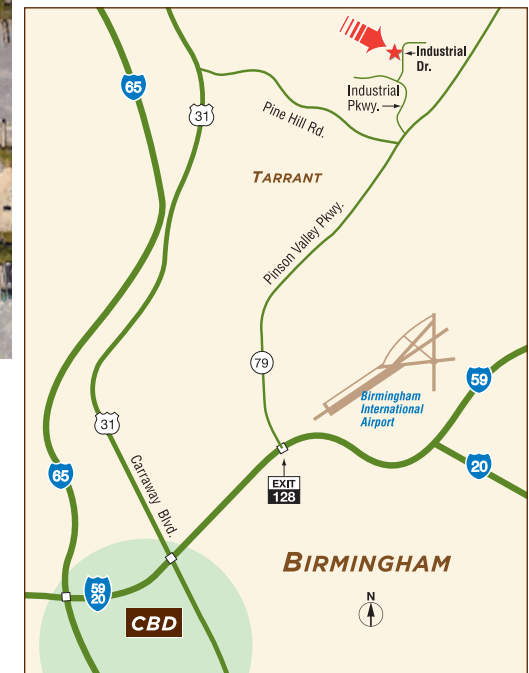 Industrial
Dr.
65
Industrial
Pkwy.
31
Pine Hill Rd.
TARRANT
Pinson Valley Pkwy.
79
59
Birmingham
International
Airport
31
20
65
Carraway Blvd.
EXIT
128
BIRMINGHAM
59
20
N
CBD